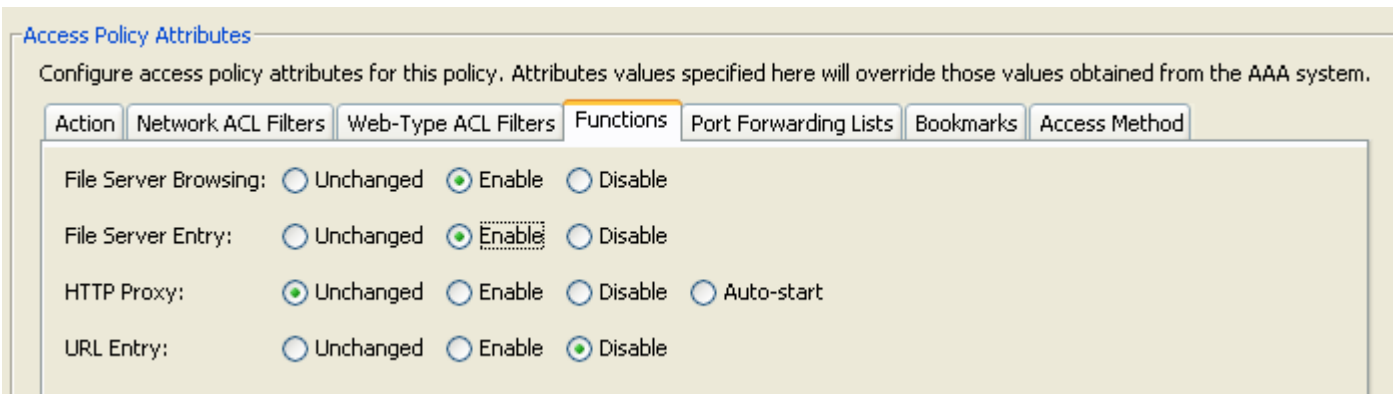 Access Policy Attributes
Configure access policy attributes for this policy. Attributes values specified here will override those values obtained from the AAA system.
Action Network ACL Filters Web-Type ACL Filters Functions Port Forwarding Lists Bookmarks Access Method
File Server Browsing: Unchanged Enable Disable
File Server Entry: Unchanged Enable Disable
HTTP Proxy: Unchanged Enable Disable Auto-start
URL Entry: Unchanged Enable Disable